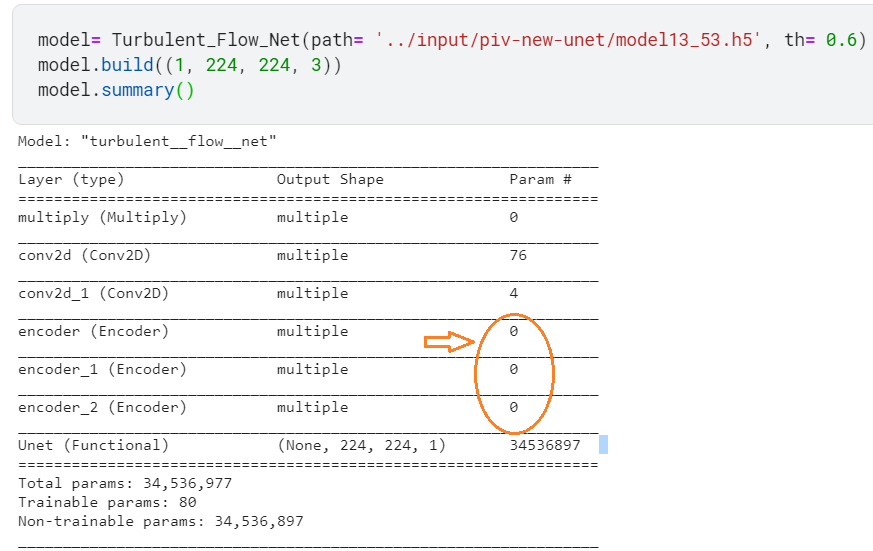 model= Turbulent_Flow_Net(path= '../input/piv-new-unet/model13_53.h5', th= 0.6)
model.build((1, 224, 224, 3))
model.summary()
Model: "turbulent__flow__net"
_________________________________________________________________
Layer (type) Output Shape Param #
=================================================================
multiply (Multiply) multiple 0
_________________________________________________________________
conv2d (Conv2D) multiple 76
_________________________________________________________________
conv2d_1 (Conv2D) multiple 4
_________________________________________________________________
encoder (Encoder) multiple 0
_________________________________________________________________
encoder_1 (Encoder) multiple 0
_________________________________________________________________
encoder_2 (Encoder) multiple 0
_________________________________________________________________
Unet (Functional) (None, 224, 224, 1) 34536897
=================================================================
Total params: 34,536,977
Trainable params: 80
Non-trainable params: 34,536,897
_________________________________________________________________